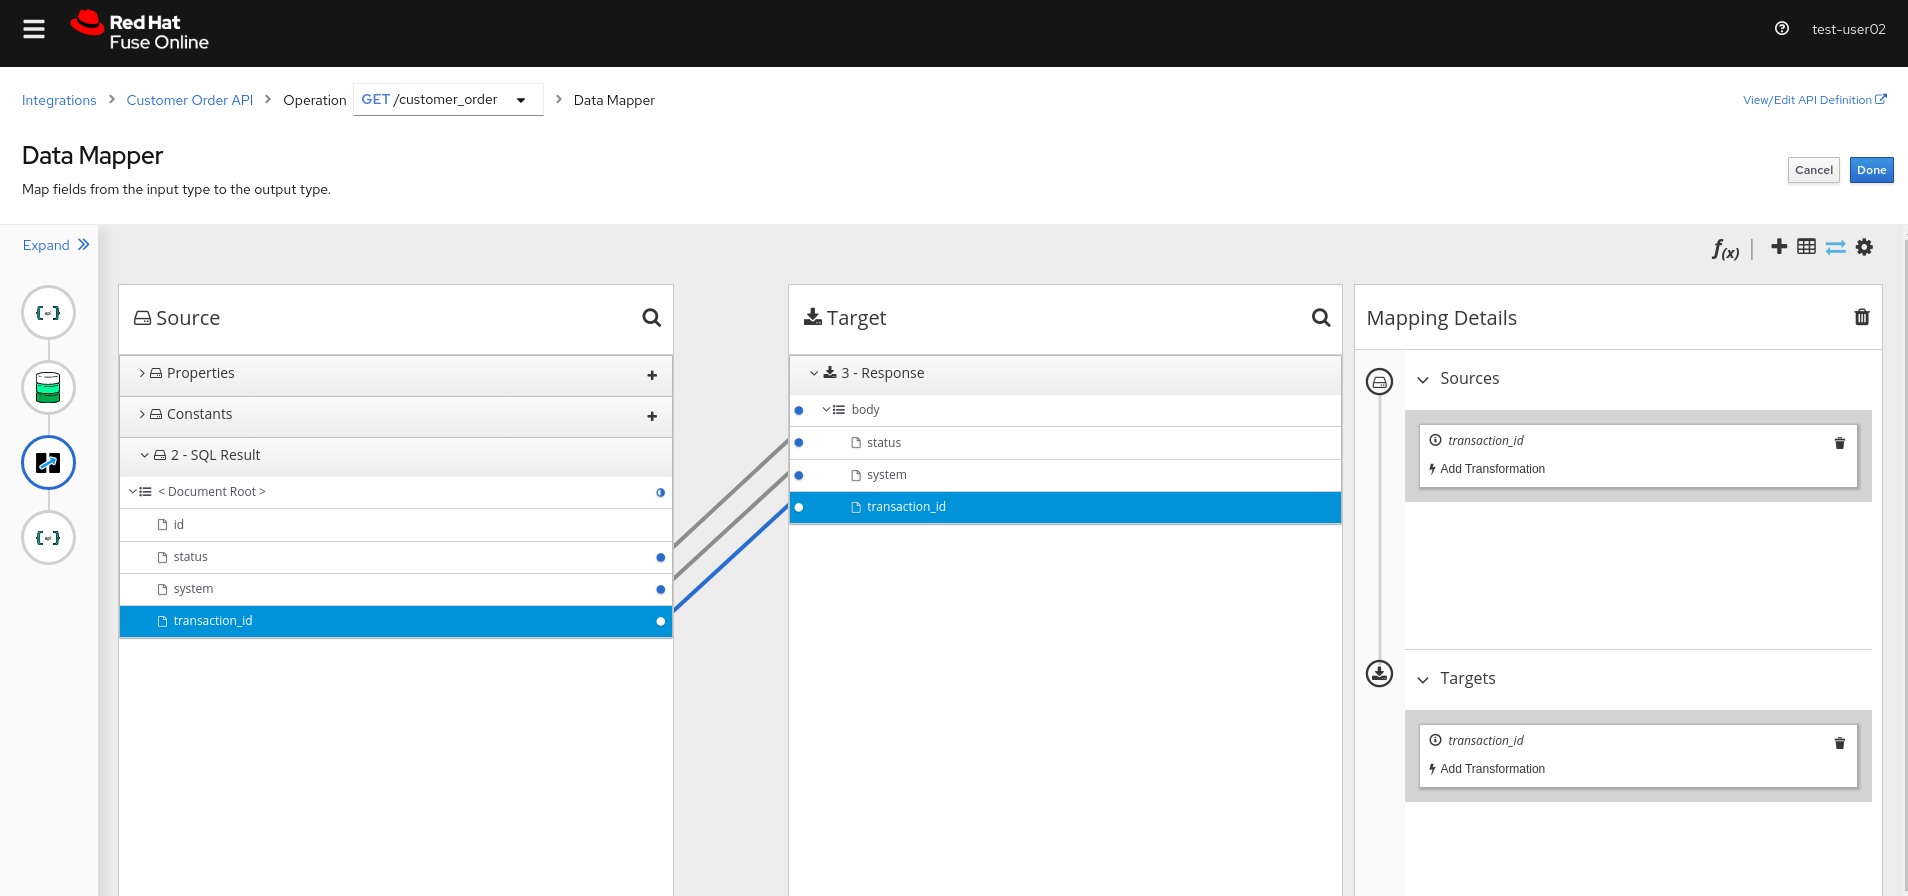 Red Hat
Fuse Online
test-user02
Integrations > Customer Order API > Operation GET /customer_order > Data Mapper
View/Edit API Definition
Data Mapper
Map fields from the input type to the output type.
Cancel Done
Expand
f(x)
Source
Properties
Constants
2 - SQL Result
< Document Root >
id
status
system
transaction_id
Target
3 - Response
body
status
system
transaction_id
Mapping Details
Sources
transaction_id
Add Transformation
Targets
transaction_id
Add Transformation
{api}
{api}